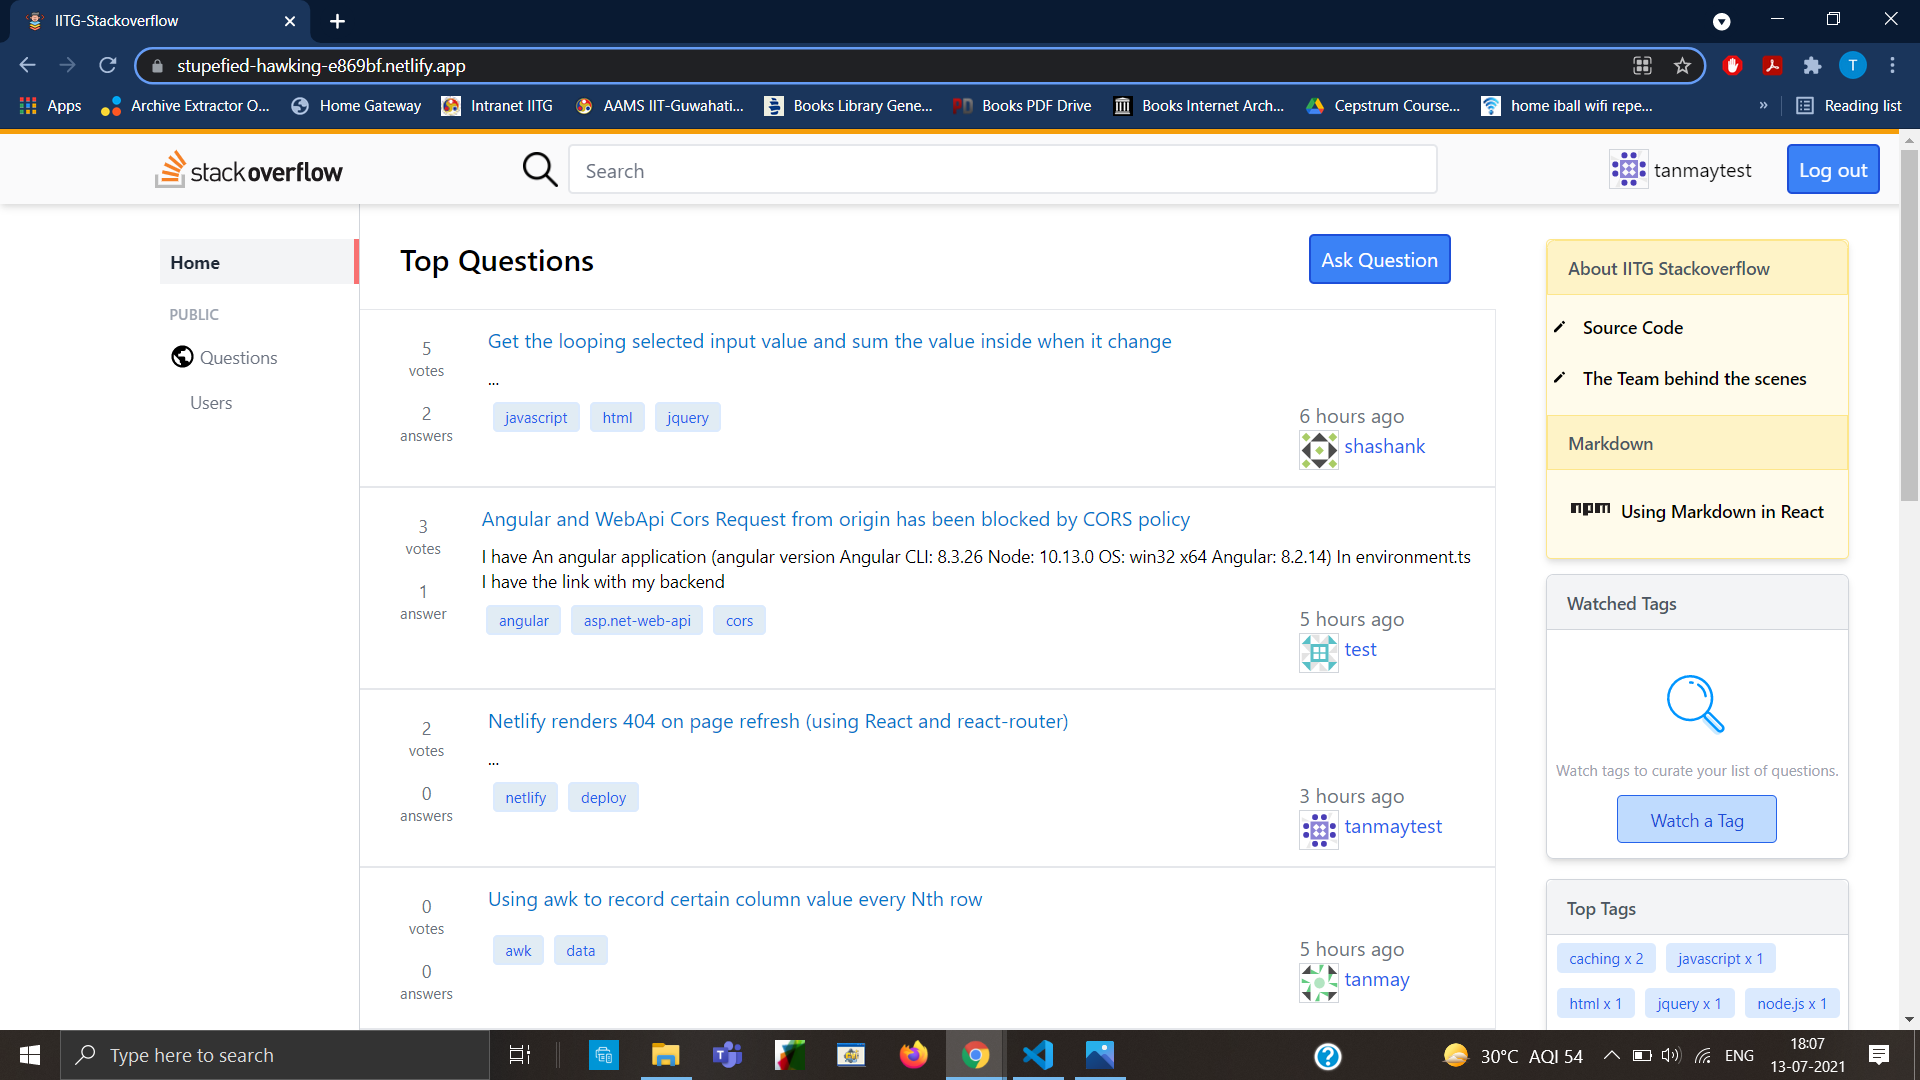 IITG-Stackoverflow
stupefied-hawking-e869bf.netlify.app
T
Apps
Archive Extractor O...
Home Gateway
Intranet IITG
AAMS IIT-Guwahati...
Books Library Gene...
Books PDF Drive
Books Internet Arch...
Cepstrum Course...
home iball wifi repe...
»
Reading list
stackoverflow
Search
tanmaytest
Log out
Home
PUBLIC
Questions
Users
Top Questions
Ask Question
5
votes
2
answers
Get the looping selected input value and sum the value inside when it change
...
javascript html jquery
6 hours ago
shashank
3
votes
1
answer
Angular and WebApi Cors Request from origin has been blocked by CORS policy
I have An angular application (angular version Angular CLI: 8.3.26 Node: 10.13.0 OS: win32 x64 Angular: 8.2.14) In environment.ts
I have the link with my backend
angular asp.net-web-api cors
5 hours ago
test
2
votes
0
answers
Netlify renders 404 on page refresh (using React and react-router)
...
netlify deploy
3 hours ago
tanmaytest
0
votes
0
answers
Using awk to record certain column value every Nth row
awk data
5 hours ago
tanmay
About IITG Stackoverflow
Source Code
The Team behind the scenes
Markdown
npm Using Markdown in React
Watched Tags
Watch tags to curate your list of questions.
Watch a Tag
Top Tags
caching x 2 javascript x 1
html x 1 jquery x 1 node.js x 1
Type here to search
30°C AQI 54
ENG
18:07
13-07-2021